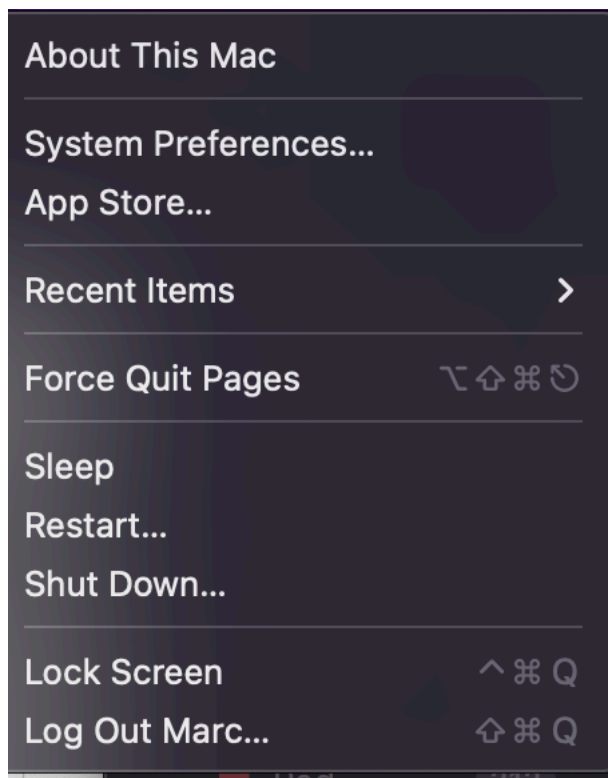 About This Mac
System Preferences...
App Store...
Recent Items
Force Quit Pages ⌥⇧⌘⎋
Sleep
Restart...
Shut Down...
Lock Screen ^⌘Q
Log Out Marc... ⇧⌘Q